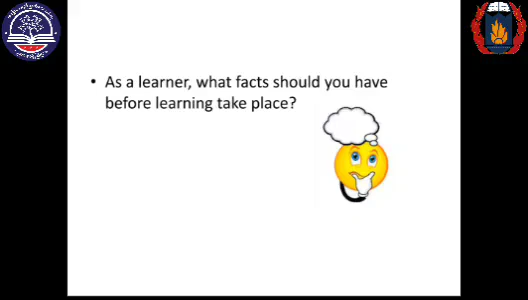 • As a learner, what facts should you have
before learning take place?